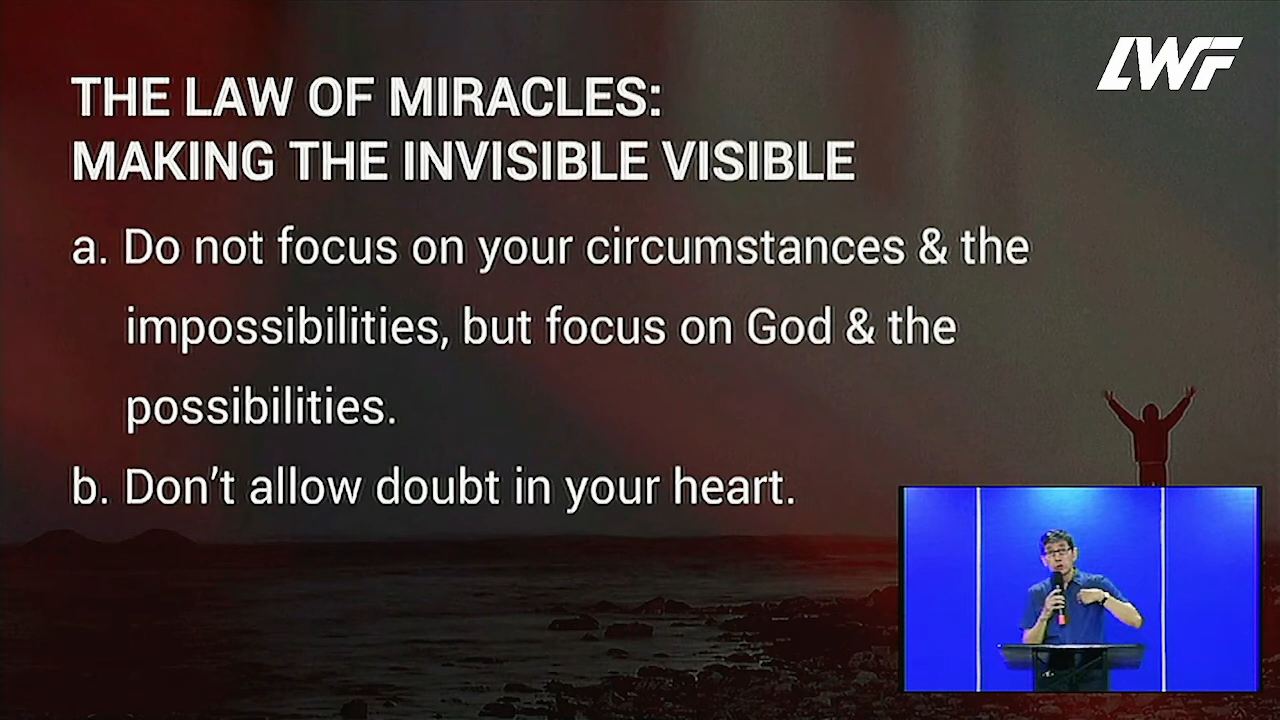 LWF
THE LAW OF MIRACLES:
MAKING THE INVISIBLE VISIBLE
a. Do not focus on your circumstances & the
impossibilities, but focus on God & the
possibilities.
b. Don’t allow doubt in your heart.